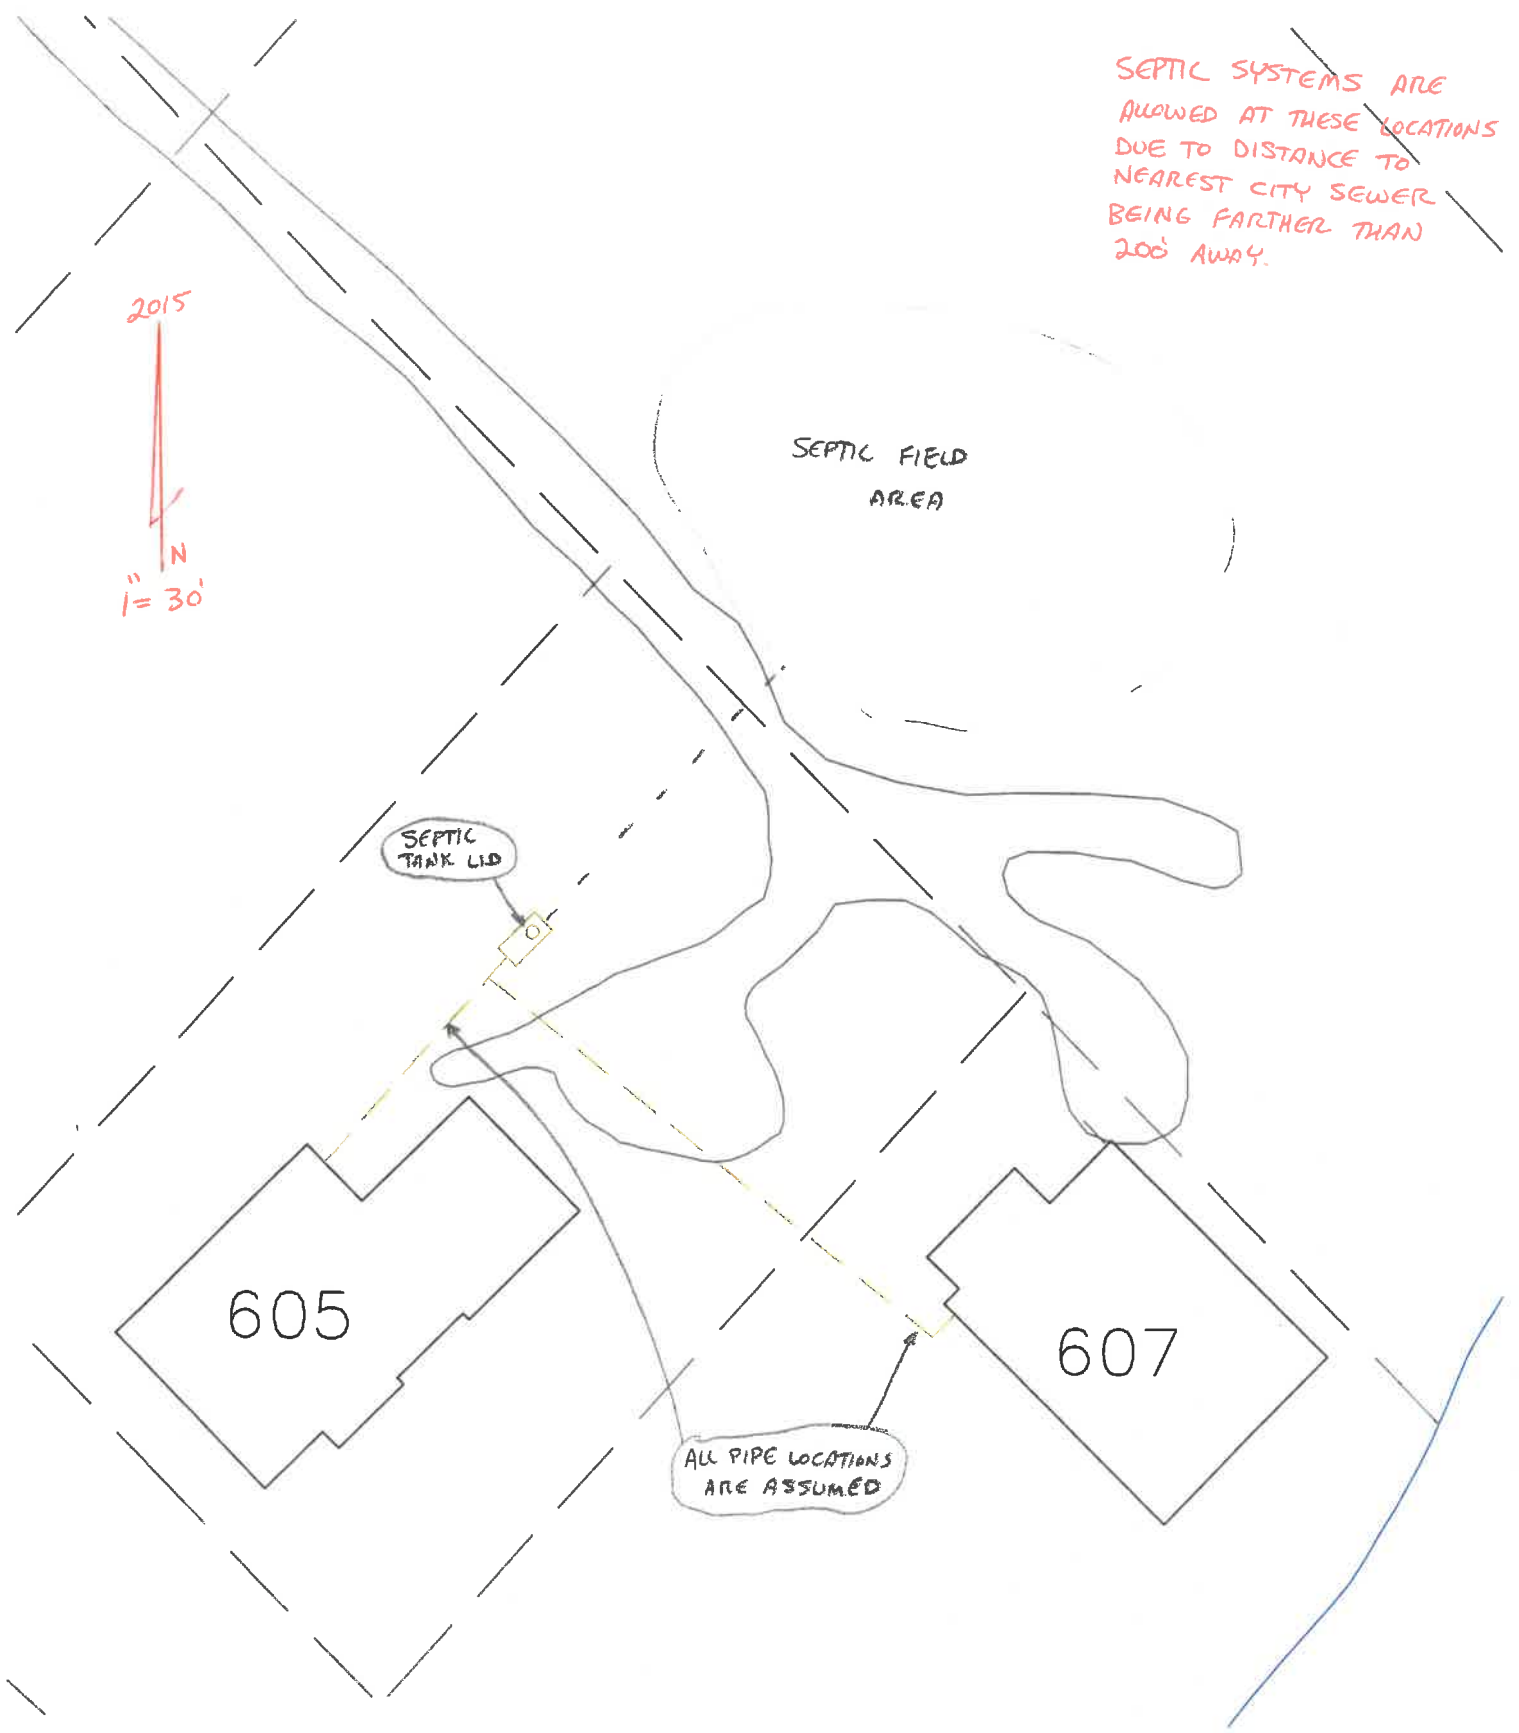 SEPTIC SYSTEMS ARE
ALLOWED AT THESE LOCATIONS
DUE TO DISTANCE TO
NEAREST CITY SEWER
BEING FARTHER THAN
200' AWAY.
2015
N
1" = 30'
SEPTIC FIELD
AREA
SEPTIC
TANK LID
605
607
ALL PIPE LOCATIONS
ARE ASSUMED